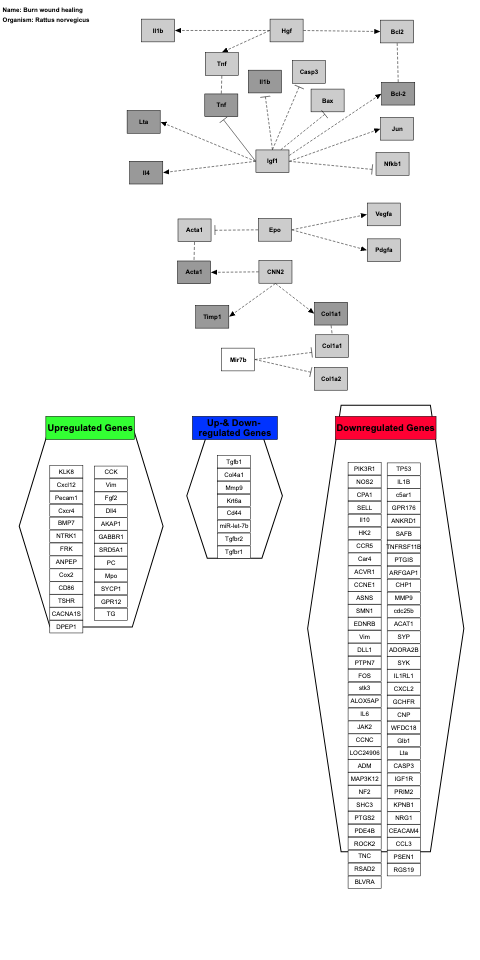 Name: Burn wound healing
Organism: Rattus norvegicus
Il1b
Hgf
Bcl2
Tnf
Casp3
Il1b
Bax
Bcl-2
Tnf
Lta
Jun
Igf1
Nfkb1
Il4
Vegfa
Acta1
Epo
Pdgfa
Acta1
CNN2
Timp1
Col1a1
Col1a1
Mir7b
Col1a2
Upregulated Genes
KLK8
Cxcl12
Pecam1
Cxcr4
BMP7
NTRK1
FRK
ANPEP
Cox2
CD86
TSHR
CACNA1S
DPEP1
CCK
Vim
Fgf2
Dll4
AKAP1
GABBR1
SRD5A1
PC
Mpo
SYCP1
GPR12
TG
Up-& Down-
regulated Genes
Tgfb1
Col4a1
Mmp9
Krt6a
Cd44
miR-let-7b
Tgfbr2
Tgfbr1
Downregulated Genes
PIK3R1
NOS2
CPA1
SELL
Il10
HK2
CCR5
Car4
ACVR1
CCNE1
ASNS
SMN1
EDNRB
Vim
DLL1
PTPN7
FOS
stk3
ALOX5AP
IL6
JAK2
CCNC
LOC24906
ADM
MAP3K12
NF2
SHC3
PTGS2
PDE4B
ROCK2
TNC
RSAD2
BLVRA
TP53
IL1B
c5ar1
GPR176
ANKRD1
SAFB
TNFRSF11B
PTGIS
ARFGAP1
CHP1
MMP9
cdc25b
ACAT1
SYP
ADORA2B
SYK
IL1RL1
CXCL2
GCHFR
CNP
WFDC18
Glb1
Lta
CASP3
IGF1R
PRIM2
KPNB1
NRG1
CEACAM4
CCL3
PSEN1
RGS19